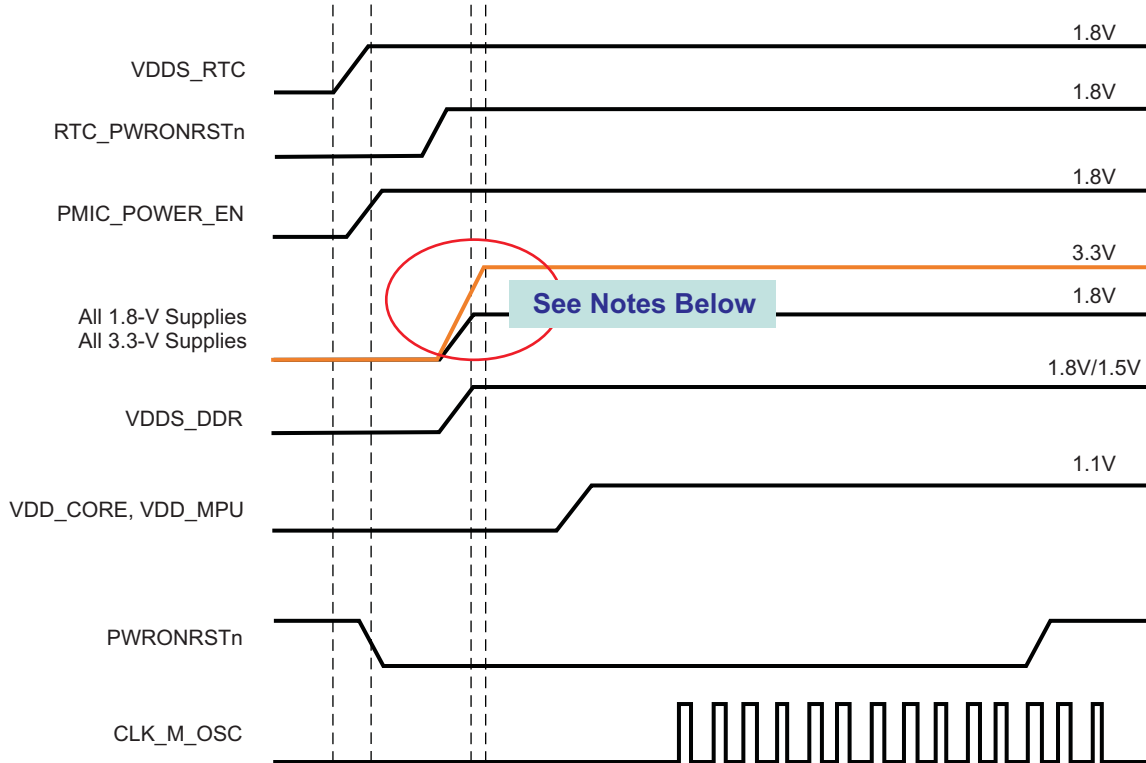 1.8V
VDDS_RTC
1.8V
RTC_PWRONRSTn
1.8V
PMIC_POWER_EN
3.3V
See Notes Below
1.8V
All 1.8-V Supplies
All 3.3-V Supplies
1.8V/1.5V
VDDS_DDR
1.1V
VDD_CORE, VDD_MPU
PWRONRSTn
CLK_M_OSC